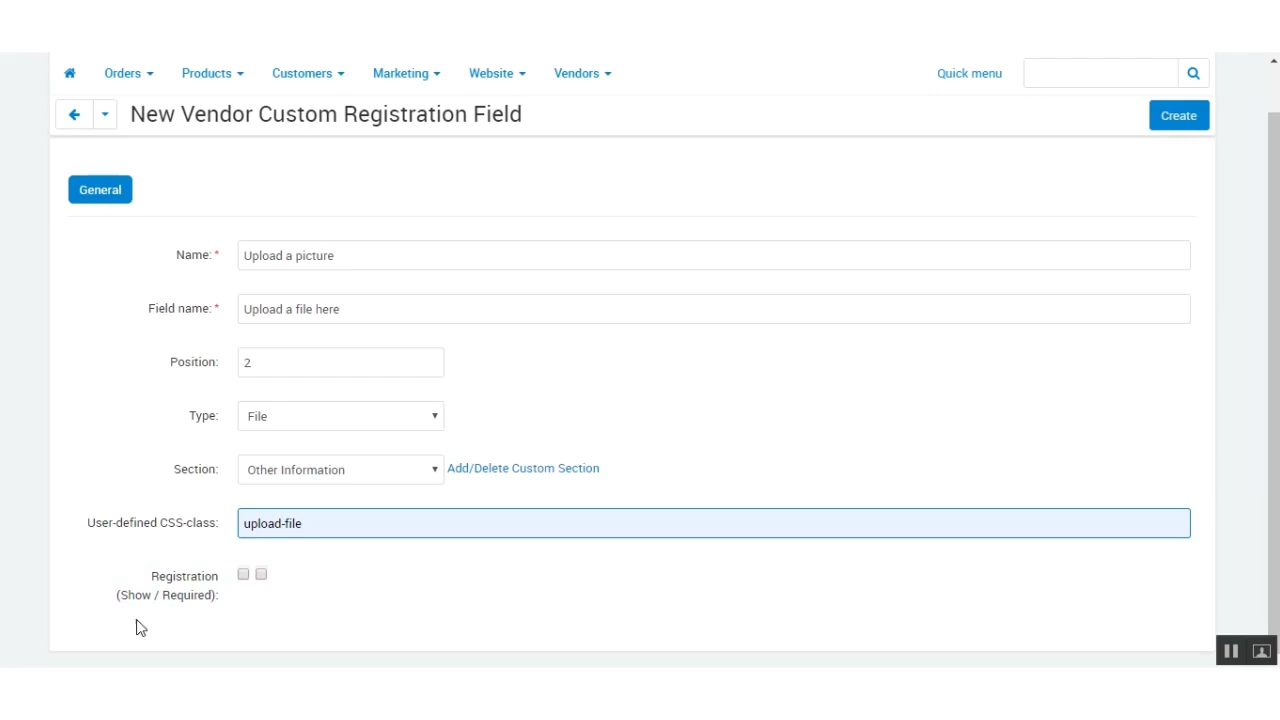 Orders Products Customers Marketing Website Vendors Quick menu
New Vendor Custom Registration Field Create
General
Name: * Upload a picture
Field name: * Upload a file here
Position: 2
Type: File
Section: Other Information Add/Delete Custom Section
User-defined CSS-class: upload-file
Registration
(Show / Required):